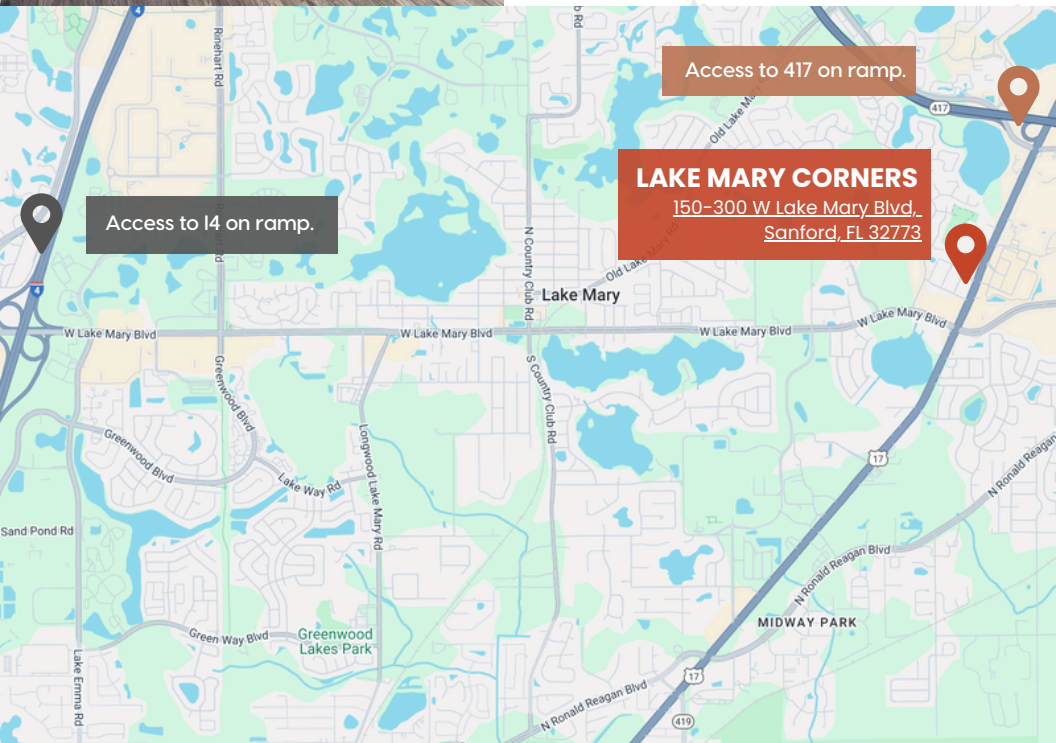 4
Rinehart Rd
b Rd
Access to 417 on ramp.
417
Old Lake Mary
LAKE MARY CORNERS
150-300 W Lake Mary Blvd,
Sanford, FL 32773
Access to I4 on ramp.
Rd
N Country Club Rd
Old Lake Mary Rd
4
Lake Mary
W Lake Mary Blvd
W Lake Mary Blvd
W Lake Mary Blvd
W Lake Mary Blvd
Greenwood Blvd
S Country Club Rd
Greenwood Blvd
Longwood Lake Mary Rd
Lake Way Rd
17
N Ronald Reagan
Sand Pond Rd
N Ronald Reagan Blvd
MIDWAY PARK
Green Way Blvd
Greenwood
Lakes Park
Lake Emma Rd
17
N Ronald Reagan Blvd
419